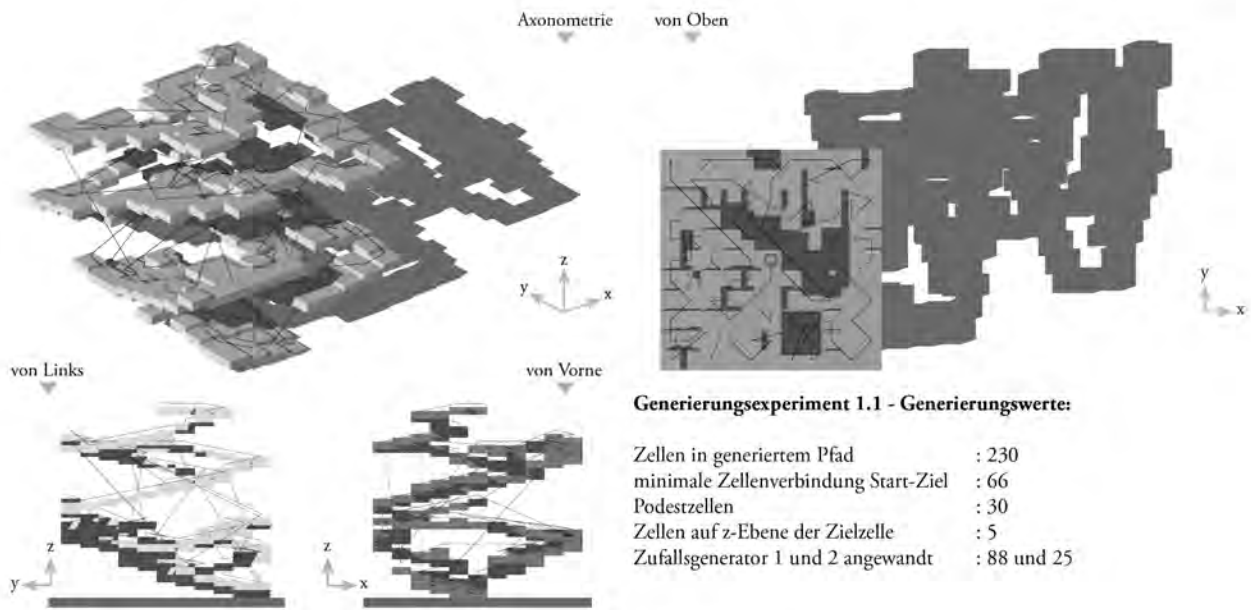 Axonometrie von Oben
z
y x
y
x
von Links von Vorne
Generierungsexperiment 1.1 - Generierungswerte:
Zellen in generiertem Pfad : 230
minimale Zellenverbindung Start-Ziel : 66
Podestzellen : 30
Zellen auf z-Ebene der Zielzelle : 5
Zufallsgenerator 1 und 2 angewandt : 88 und 25
z z
y x